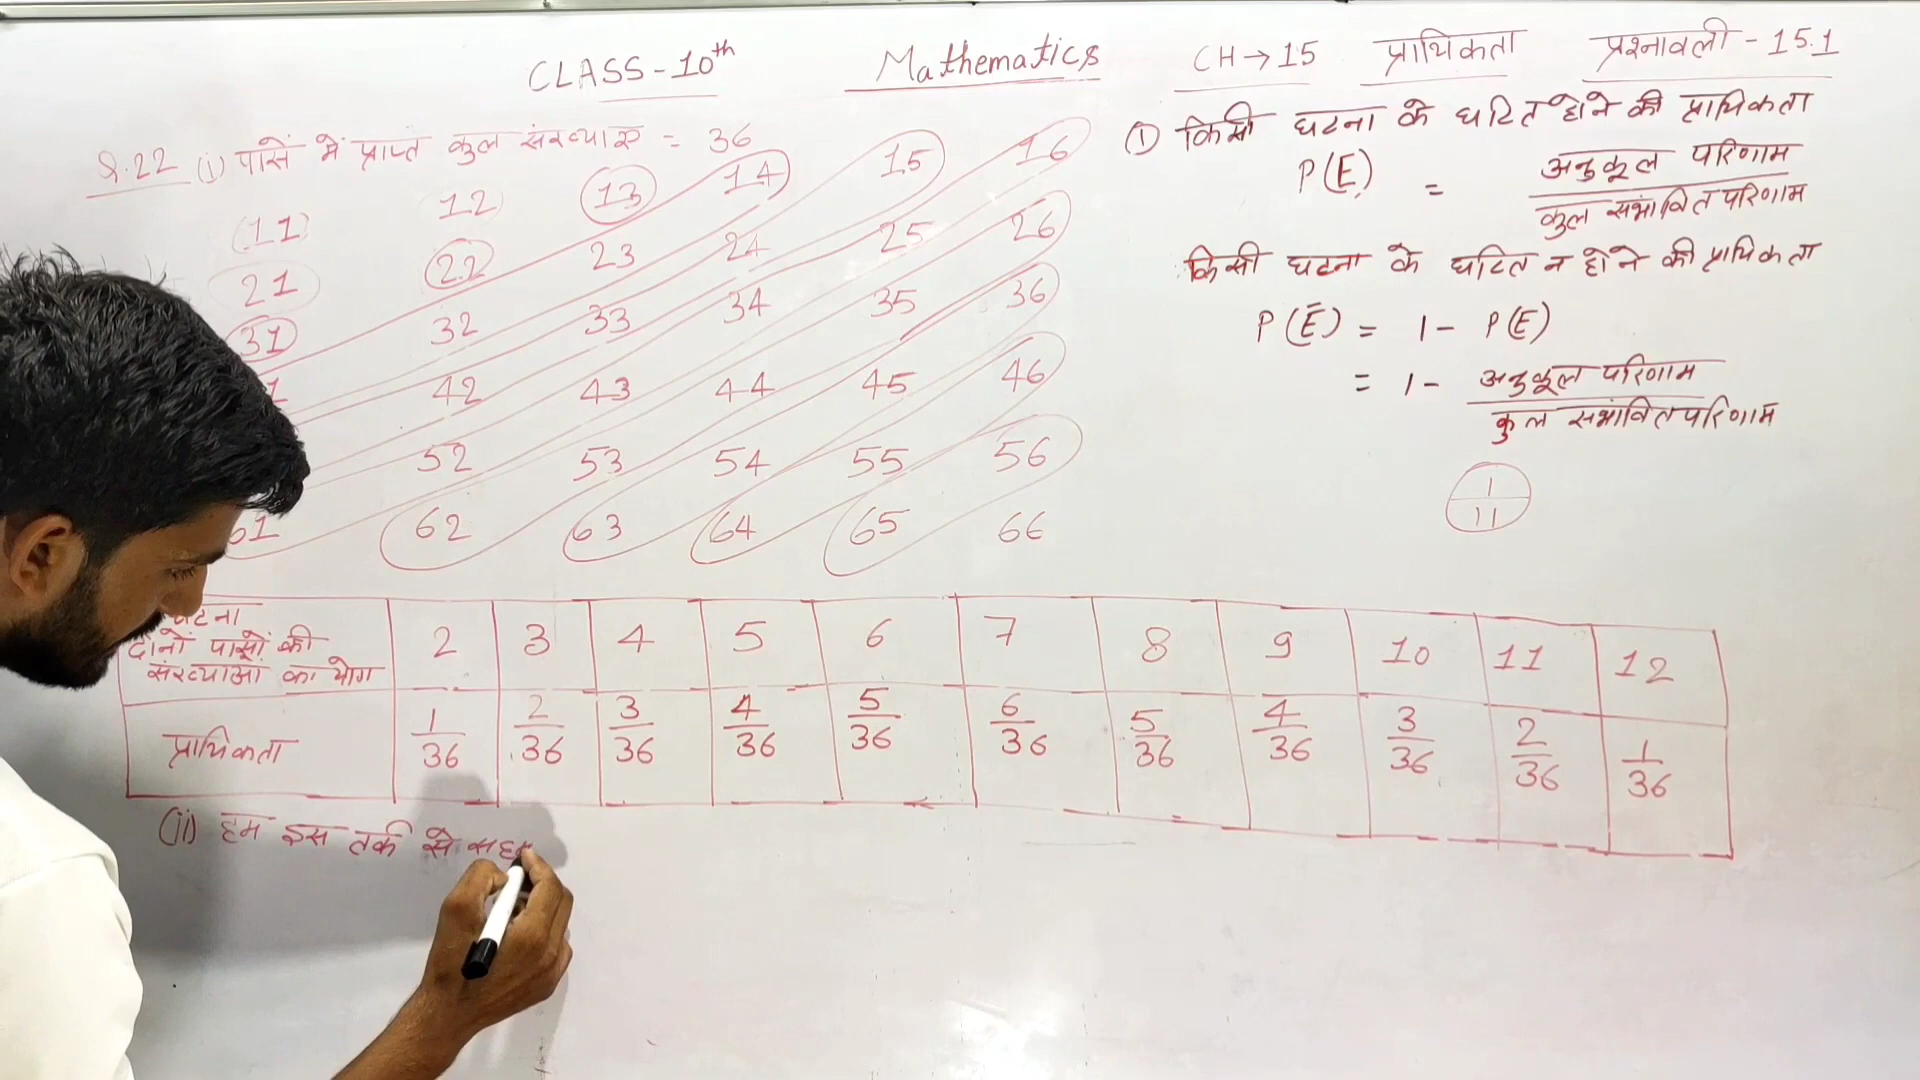 CLASS-10th Mathematics CH→15 प्रायिकता प्रश्नावली-15.1
Q.22 (i) पासे में प्राप्त कुल संख्याएं = 36
(11) 12 13 14 15 16
21 22 23 24 25 26
31 32 33 34 35 36
1 42 43 44 45 46
52 53 54 55 56
61 62 63 64 65 66
① किसी घटना के घटित होने की प्रायिकता
P(E) = अनुकूल परिणाम
कुल संभावित परिणाम
किसी घटना के घटित न होने की प्रायिकता
P(Ē) = 1- P(E)
= 1- अनुकूल परिणाम
कुल संभावित परिणाम
1
11
घटना
दोनों पासों की
संख्याओं का योग 2 3 4 5 6 7 8 9 10 11 12
प्रायिकता 1/36 2/36 3/36 4/36 5/36 6/36 5/36 4/36 3/36 2/36 1/36
(ii) हम इस तर्क से सहम